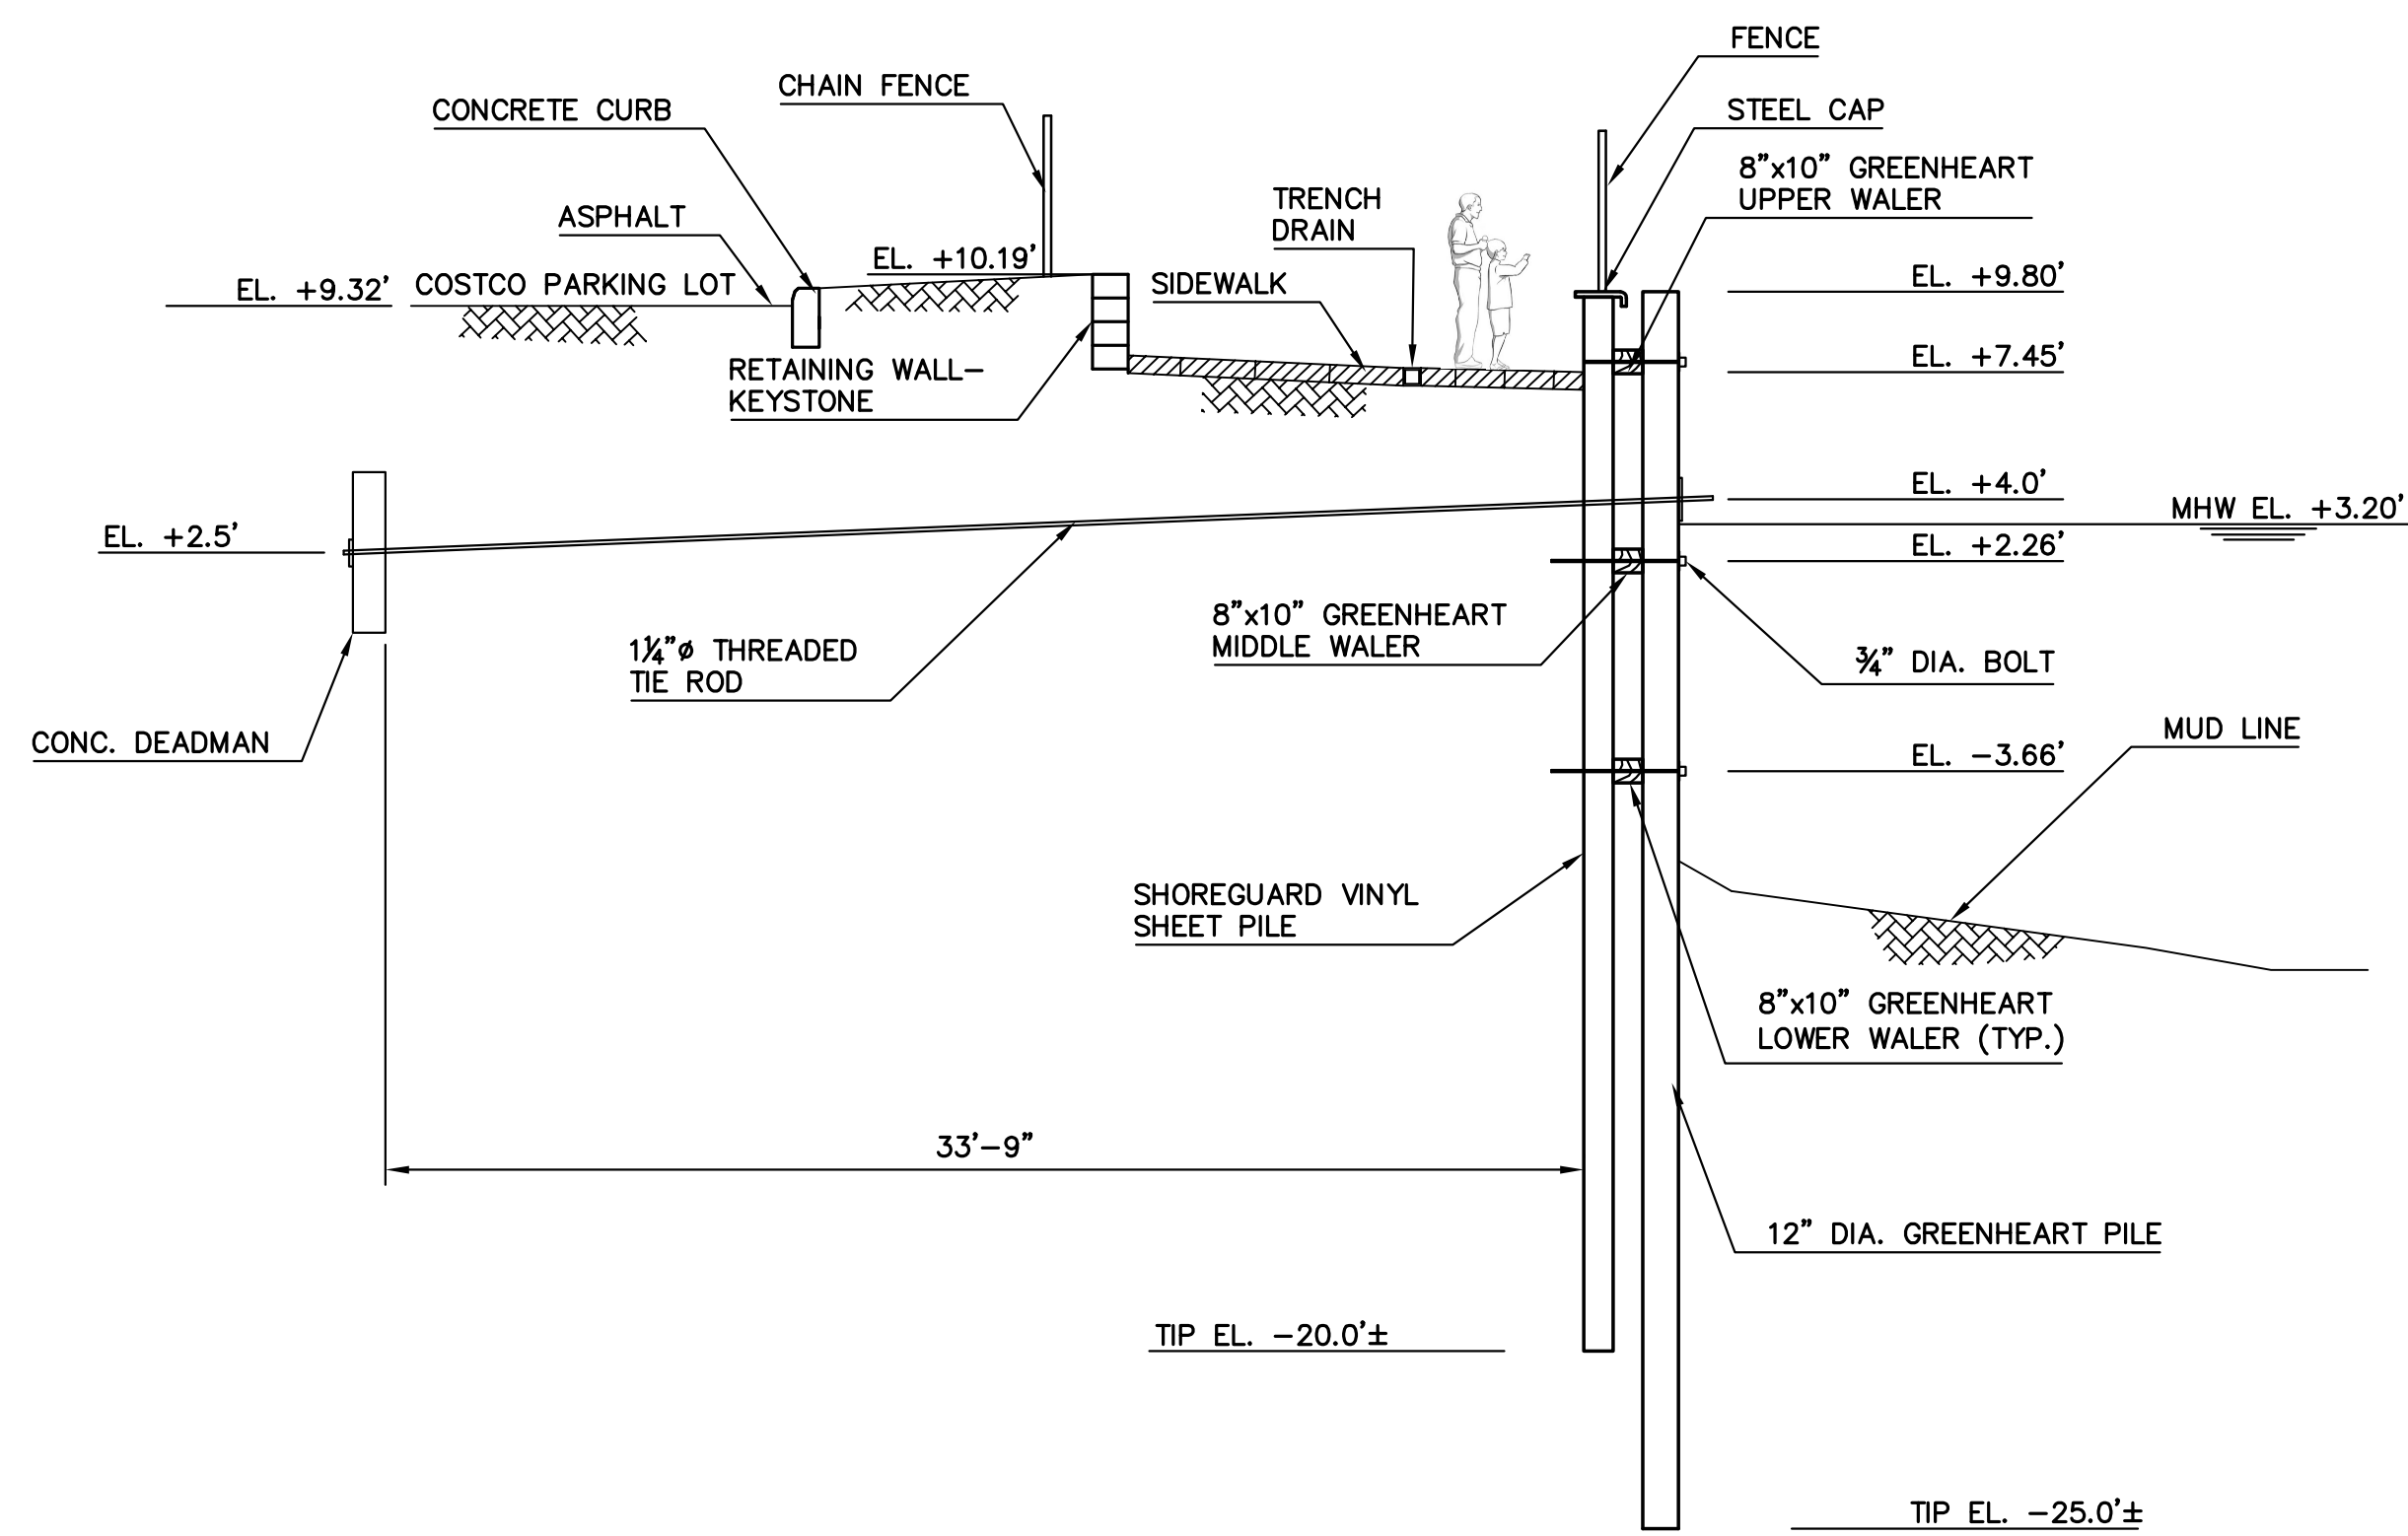 FENCE
CHAIN FENCE
CONCRETE CURB
STEEL CAP
8”x10” GREENHEART
UPPER WALER
ASPHALT
TRENCH
DRAIN
EL. +10.19’
EL. +9.32’
COSTCO PARKING LOT
SIDEWALK
EL. +9.80’
RETAINING WALL–
KEYSTONE
EL. +7.45’
EL. +4.0’
MHW EL. +3.20’
EL. +2.5’
EL. +2.26’
8”x10” GREENHEART
MIDDLE WALER
1¼”ø THREADED
TIE ROD
¾” DIA. BOLT
CONC. DEADMAN
MUD LINE
EL. –3.66’
SHOREGUARD VINYL
SHEET PILE
8”x10” GREENHEART
LOWER WALER (TYP.)
33’–9”
12” DIA. GREENHEART PILE
TIP EL. –20.0’±
TIP EL. –25.0’±